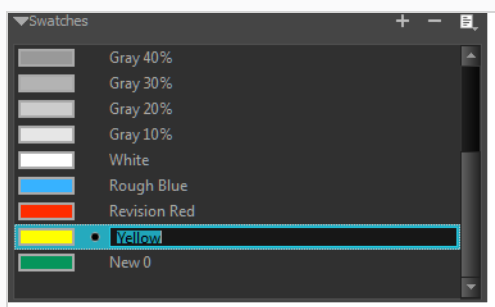 Swatches
Gray 40%
Gray 30%
Gray 20%
Gray 10%
White
Rough Blue
Revision Red
Yellow
New 0